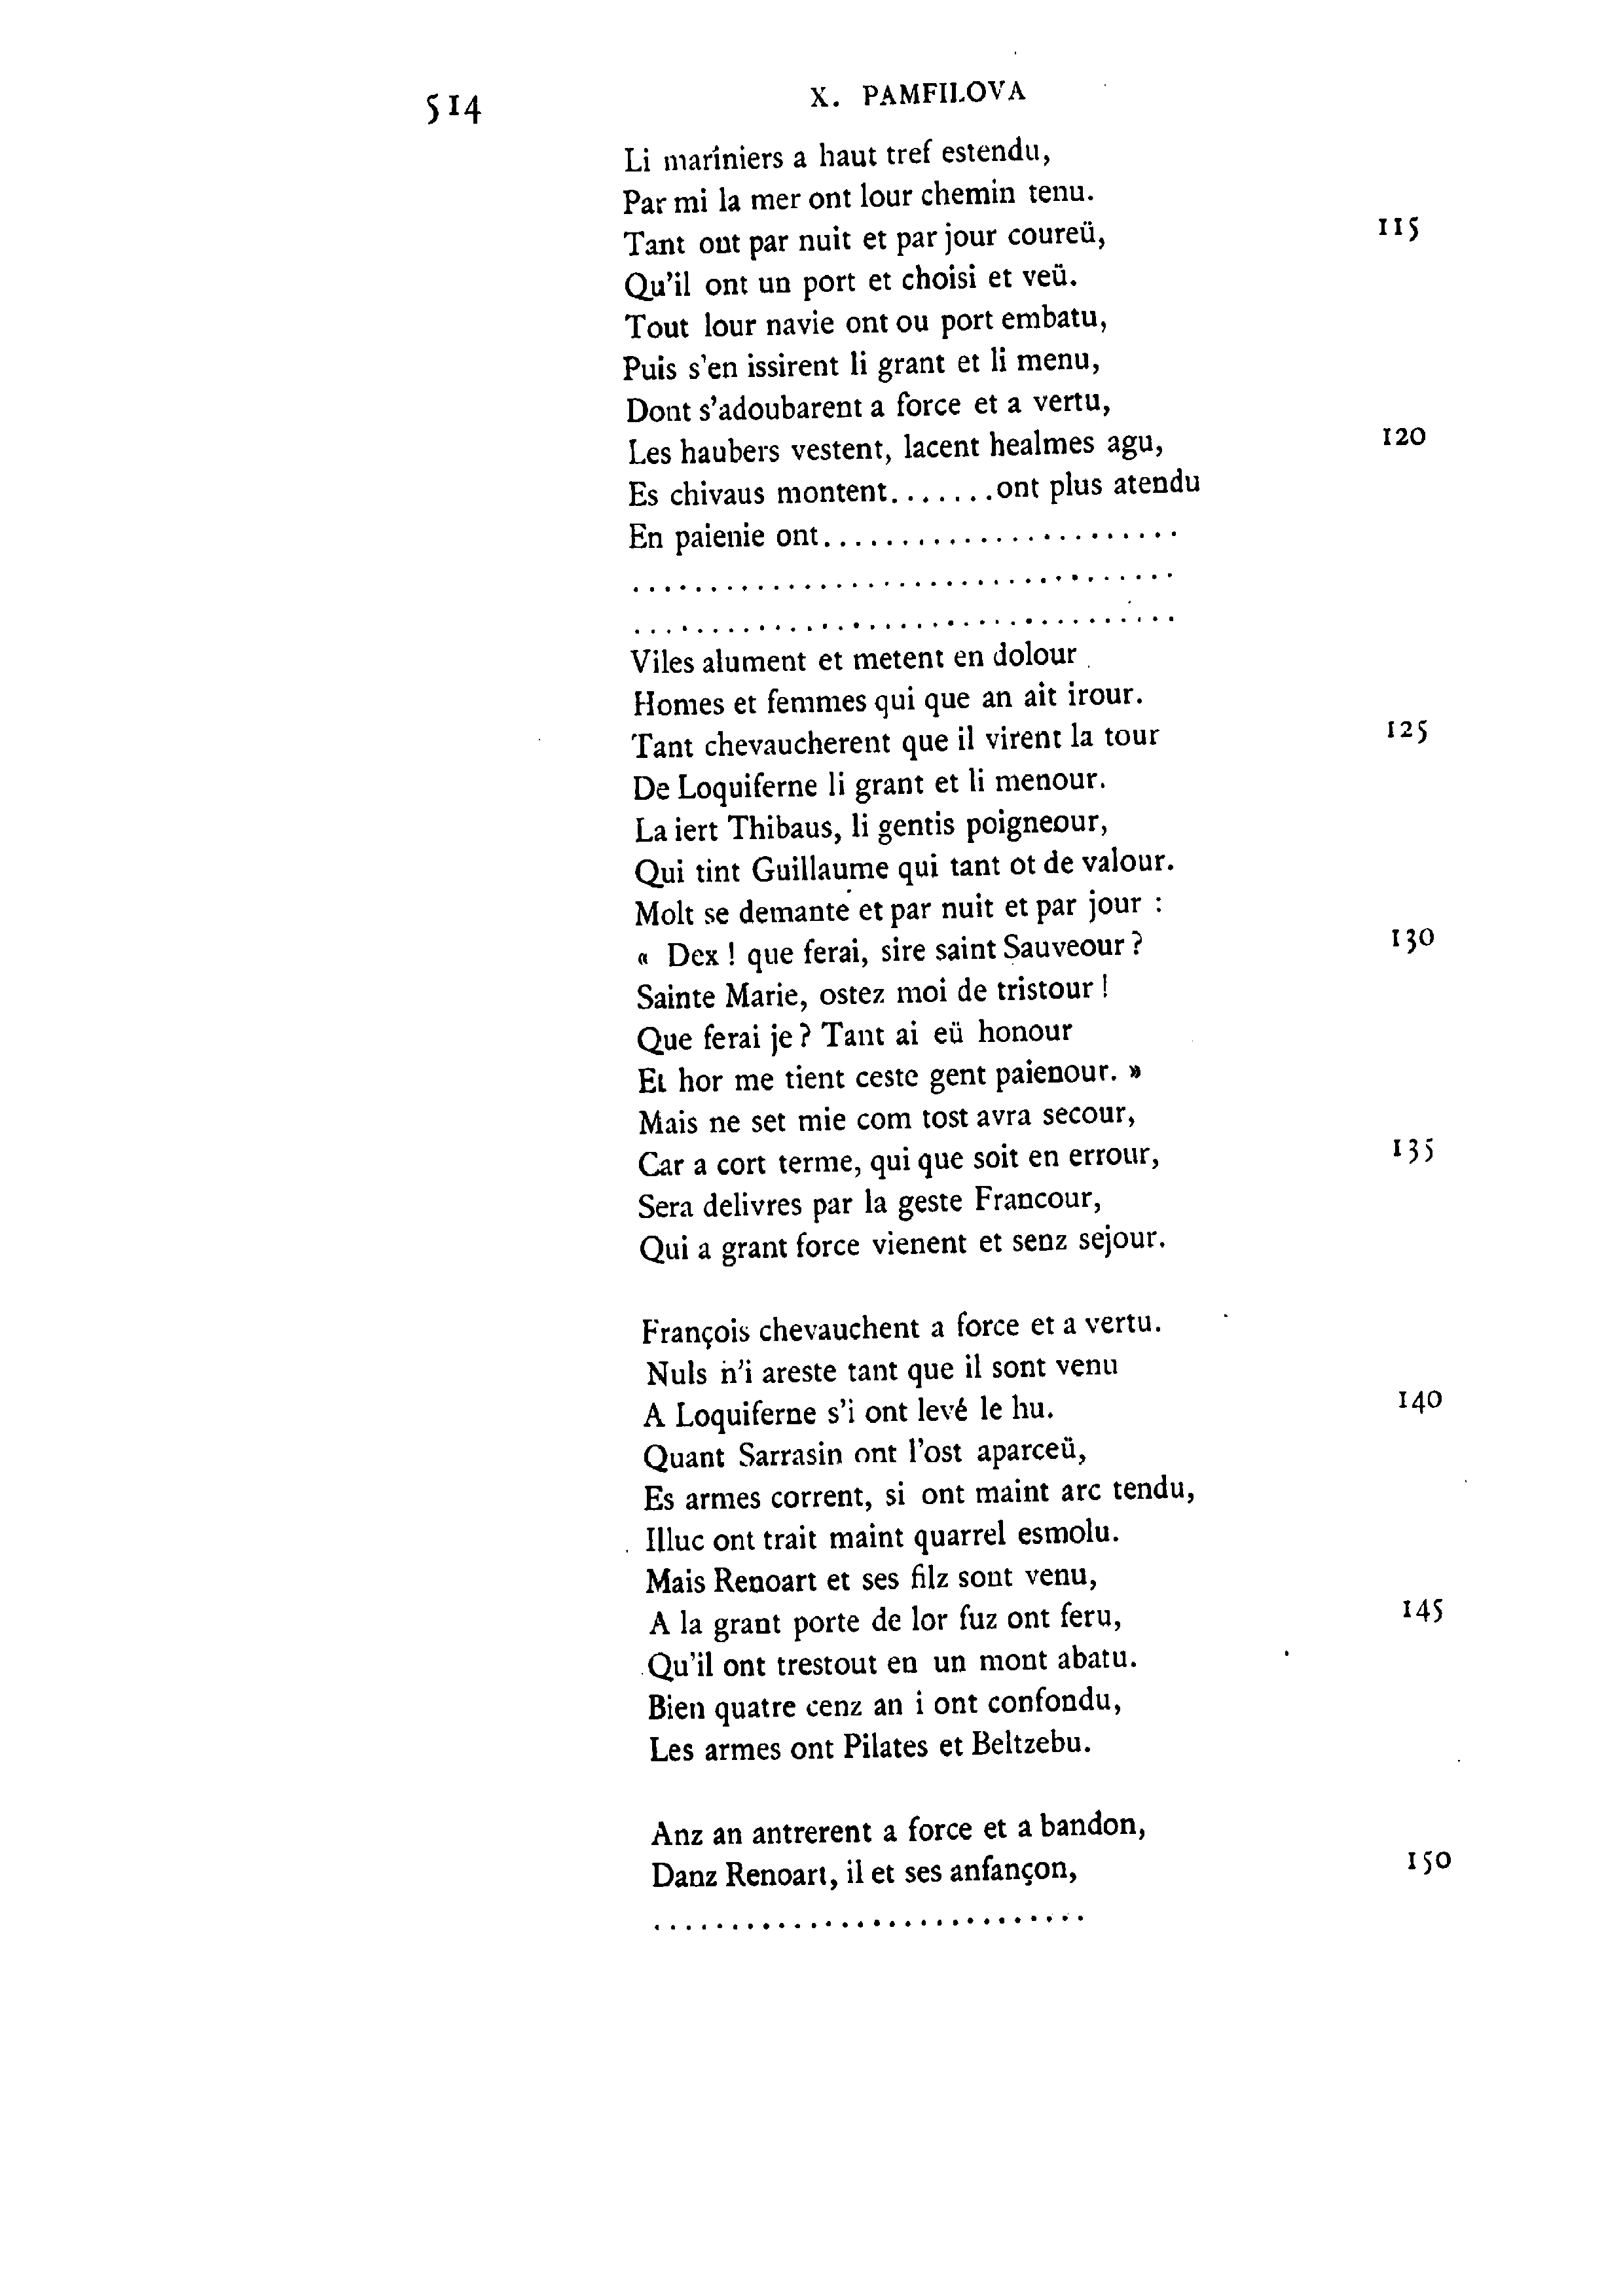 514
X. PAMFILOVA
Li mariniers a haut tref estendu,
Par mi la mer ont lour chemin tenu.
Tant ont par nuit et par jour coureü, 115
Qu'il ont un port et choisi et veü.
Tout lour navie ont ou port embatu,
Puis s'en issirent li grant et li menu,
Dont s'adoubarent a force et a vertu,
Les haubers vestent, lacent healmes agu, 120
Es chivaus montent.......ont plus atendu
En paienie ont.......................
...................................
...................................
Viles alument et metent en dolour
Homes et femmes qui que an ait irour.
Tant chevaucherent que il virent la tour 125
De Loquiferne li grant et li menour.
La iert Thibaus, li gentis poigneour,
Qui tint Guillaume qui tant ot de valour.
Molt se demante et par nuit et par jour :
« Dex ! que ferai, sire saint Sauveour ? 130
Sainte Marie, ostez moi de tristour !
Que ferai je ? Tant ai eü honour
Et hor me tient ceste gent paienour. »
Mais ne set mie com tost avra secour,
Car a cort terme, qui que soit en errour, 135
Sera delivres par la geste Francour,
Qui a grant force vienent et senz sejour.
François chevauchent a force et a vertu.
Nuls n'i areste tant que il sont venu
A Loquiferne s'i ont levé le hu. 140
Quant Sarrasin ont l'ost aparceü,
Es armes corrent, si ont maint arc tendu,
Illuc ont trait maint quarrel esmolu.
Mais Renoart et ses filz sont venu,
A la grant porte de lor fuz ont feru, 145
Qu'il ont trestout en un mont abatu.
Bien quatre cenz an i ont confondu,
Les armes ont Pilates et Beltzebu.
Anz an antrerent a force et a bandon,
Danz Renoart, il et ses anfançon, 150
............................